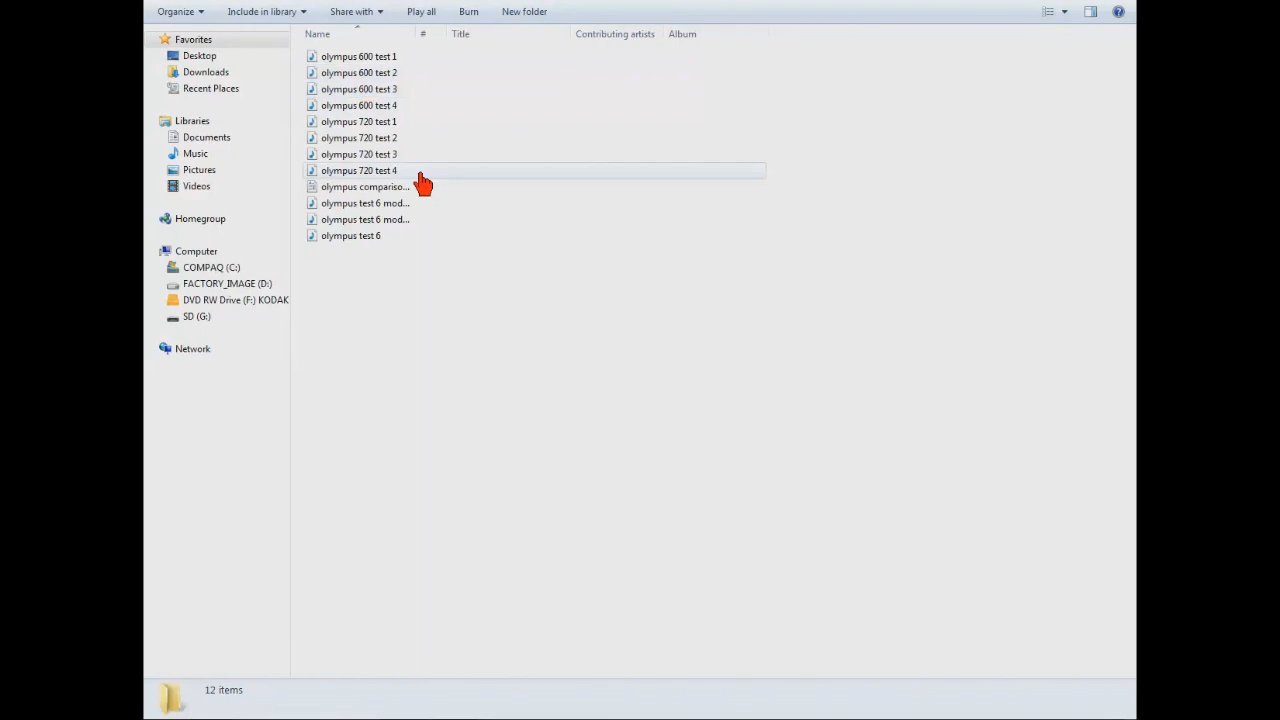 Organize Include in library Share with Play all Burn New folder
Favorites
Desktop
Downloads
Recent Places
Libraries
Documents
Music
Pictures
Videos
Homegroup
Computer
COMPAQ (C:)
FACTORY_IMAGE (D:)
DVD RW Drive (F:) KODAK
SD (G:)
Network
Name # Title Contributing artists Album
olympus 600 test 1
olympus 600 test 2
olympus 600 test 3
olympus 600 test 4
olympus 720 test 1
olympus 720 test 2
olympus 720 test 3
olympus 720 test 4
olympus compariso...
olympus test 6 mod...
olympus test 6 mod...
olympus test 6
12 items